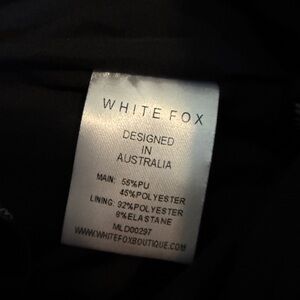 WHITE FOX
DESIGNED
IN
AUSTRALIA
MAIN: 55%PU
45%POLYESTER
LINING: 92%POLYESTER
8%ELASTANE
MLD00297
WWW.WHITEFOXBOUTIQUE.COM